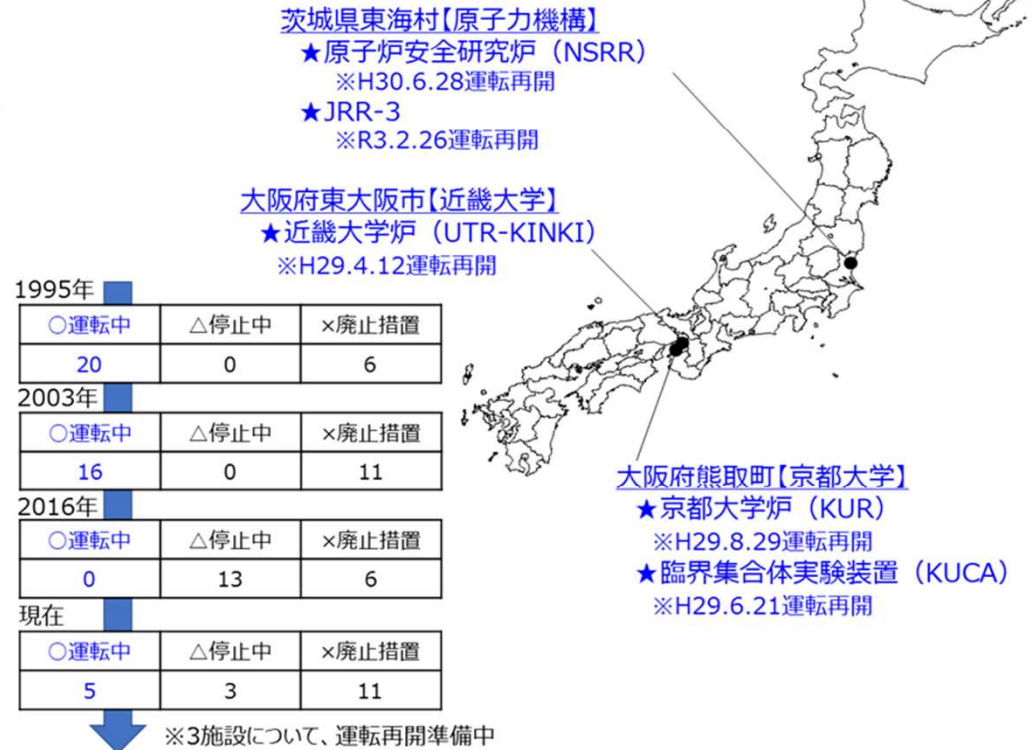 茨城県東海村【原子力機構】
★原子炉安全研究炉（NSRR）
※H30.6.28運転再開
★JRR-3
※R3.2.26運転再開
大阪府東大阪市【近畿大学】
★近畿大学炉（UTR-KINKI）
※H29.4.12運転再開
1995年
○運転中 △停止中 ×廃止措置
20 0 6
2003年
○運転中 △停止中 ×廃止措置
16 0 11
2016年
○運転中 △停止中 ×廃止措置
0 13 6
現在
○運転中 △停止中 ×廃止措置
5 3 11
※3施設について、運転再開準備中
大阪府熊取町【京都大学】
★京都大学炉（KUR）
※H29.8.29運転再開
★臨界集合体実験装置（KUCA）
※H29.6.21運転再開